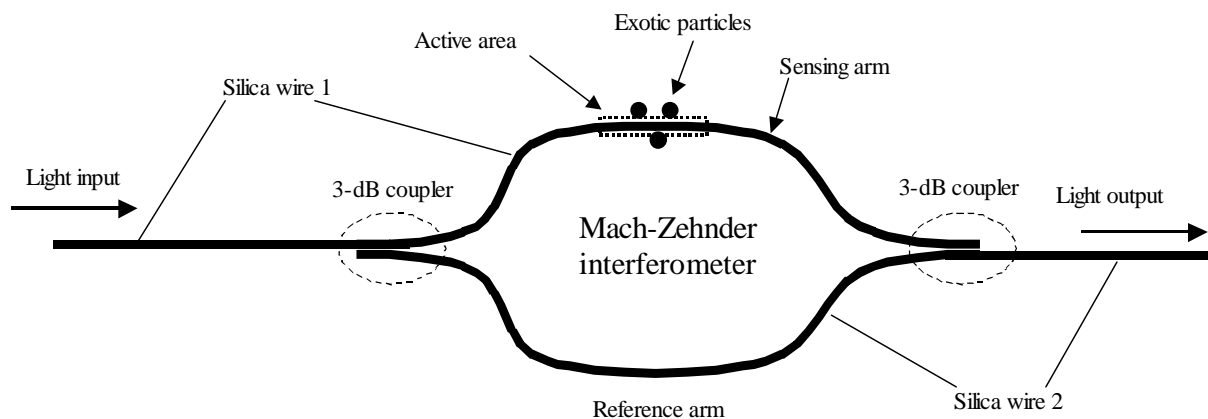 Exotic particles
Active area
Sensing arm
Silica wire 1
Light input
3-dB coupler
3-dB coupler
Light output
Mach-Zehnder
interferometer
Silica wire 2
Reference arm